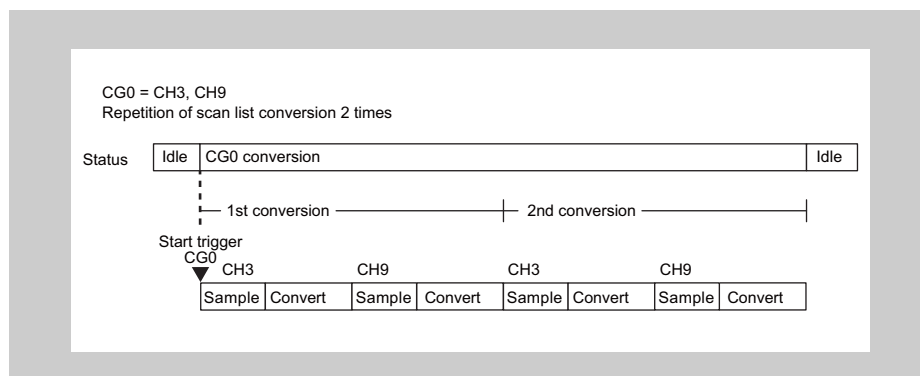 CG0 = CH3, CH9
Repetition of scan list conversion 2 times
Status Idle CG0 conversion Idle
1st conversion 2nd conversion
Start trigger
CG0
CH3 CH9 CH3 CH9
Sample Convert Sample Convert Sample Convert Sample Convert